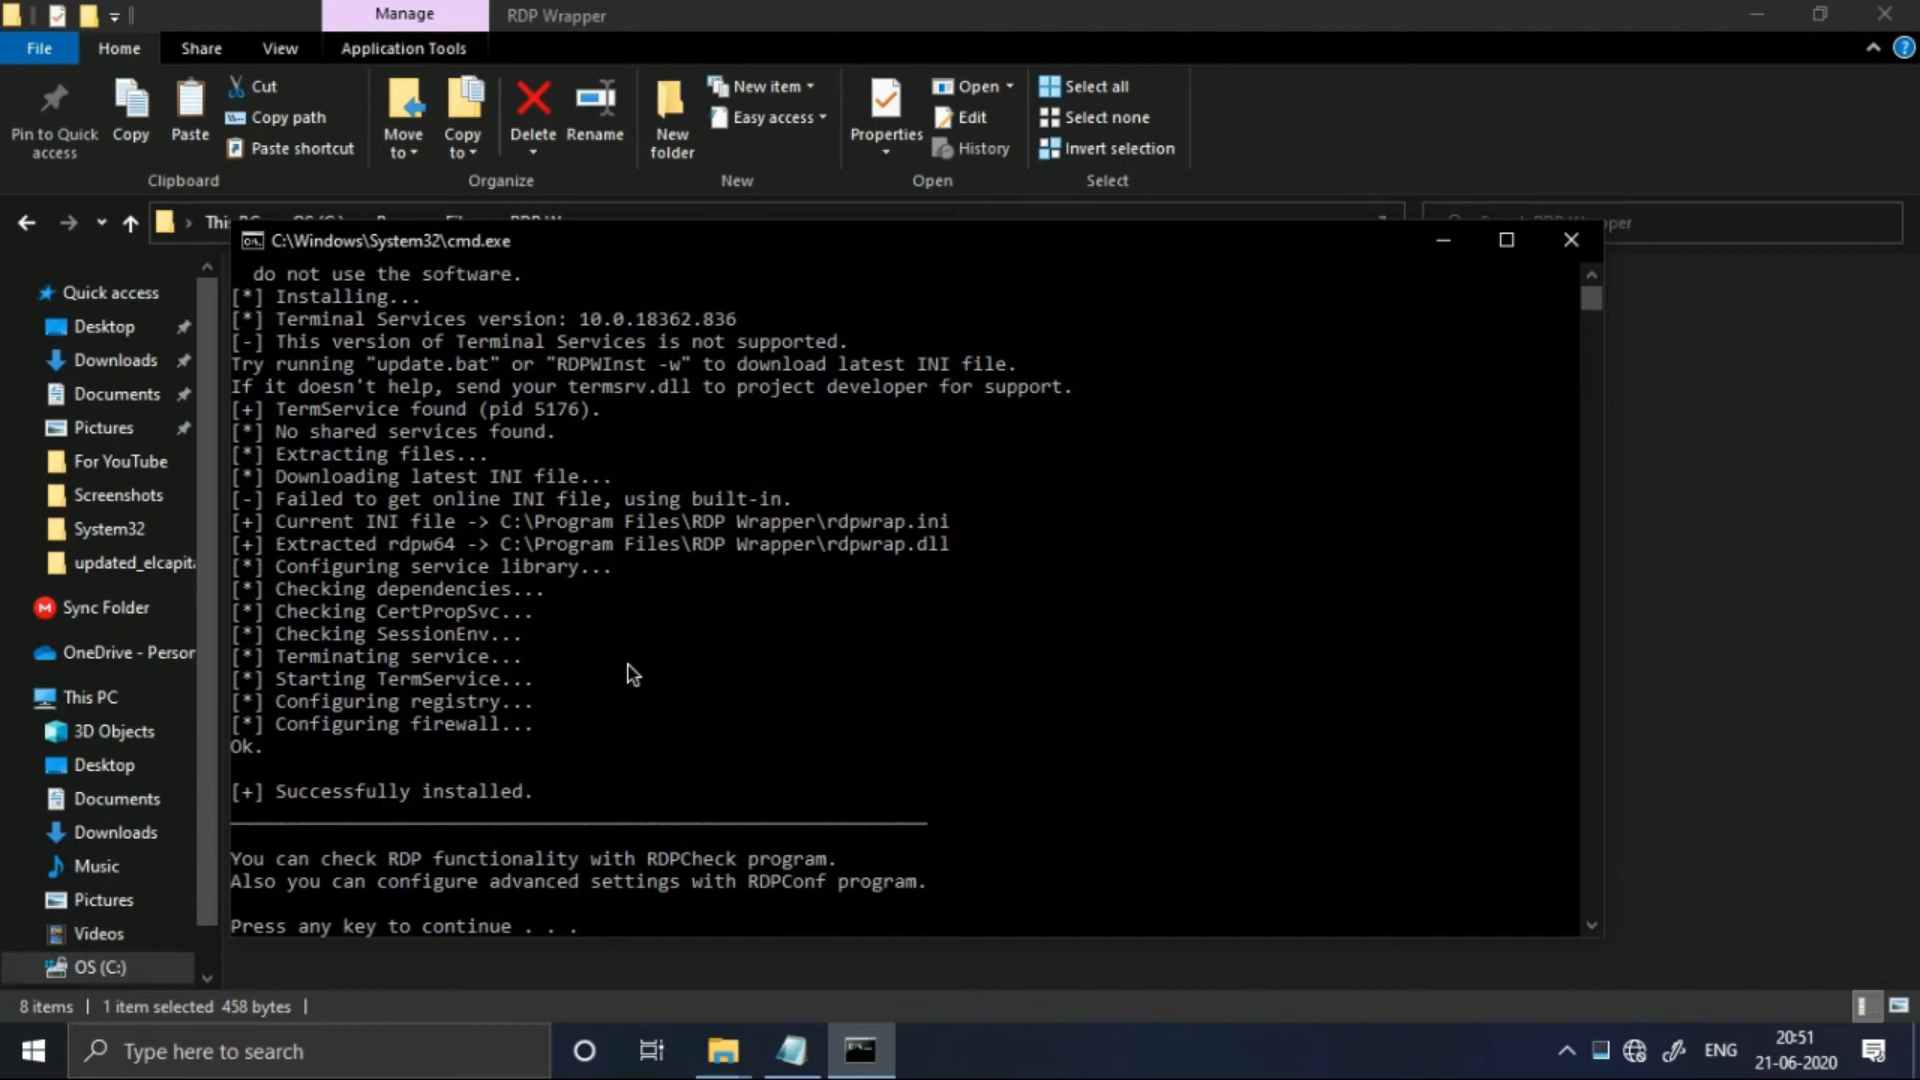 Manage
RDP Wrapper
File
Home
Share
View
Application Tools
Pin to Quick access
Copy
Paste
Cut
Copy path
Paste shortcut
Clipboard
Move to
Copy to
Delete
Rename
Organize
New folder
New item
Easy access
New
Properties
Open
Edit
History
Open
Select all
Select none
Invert selection
Select
C:\Windows\System32\cmd.exe
do not use the software.
[*] Installing...
[*] Terminal Services version: 10.0.18362.836
[-] This version of Terminal Services is not supported.
Try running "update.bat" or "RDPWInst -w" to download latest INI file.
If it doesn't help, send your termsrv.dll to project developer for support.
[+] TermService found (pid 5176).
[*] No shared services found.
[*] Extracting files...
[*] Downloading latest INI file...
[-] Failed to get online INI file, using built-in.
[+] Current INI file -> C:\Program Files\RDP Wrapper\rdpwrap.ini
[+] Extracted rdpw64 -> C:\Program Files\RDP Wrapper\rdpwrap.dll
[*] Configuring service library...
[*] Checking dependencies...
[*] Checking CertPropSvc...
[*] Checking SessionEnv...
[*] Terminating service...
[*] Starting TermService...
[*] Configuring registry...
[*] Configuring firewall...
Ok.
[+] Successfully installed.
You can check RDP functionality with RDPCheck program.
Also you can configure advanced settings with RDPConf program.
Press any key to continue . . .
Quick access
Desktop
Downloads
Documents
Pictures
For YouTube
Screenshots
System32
updated_elcapita
Sync Folder
OneDrive - Person
This PC
3D Objects
Desktop
Documents
Downloads
Music
Pictures
Videos
OS (C:)
8 items
1 item selected 458 bytes
Type here to search
ENG
20:51
21-06-2020